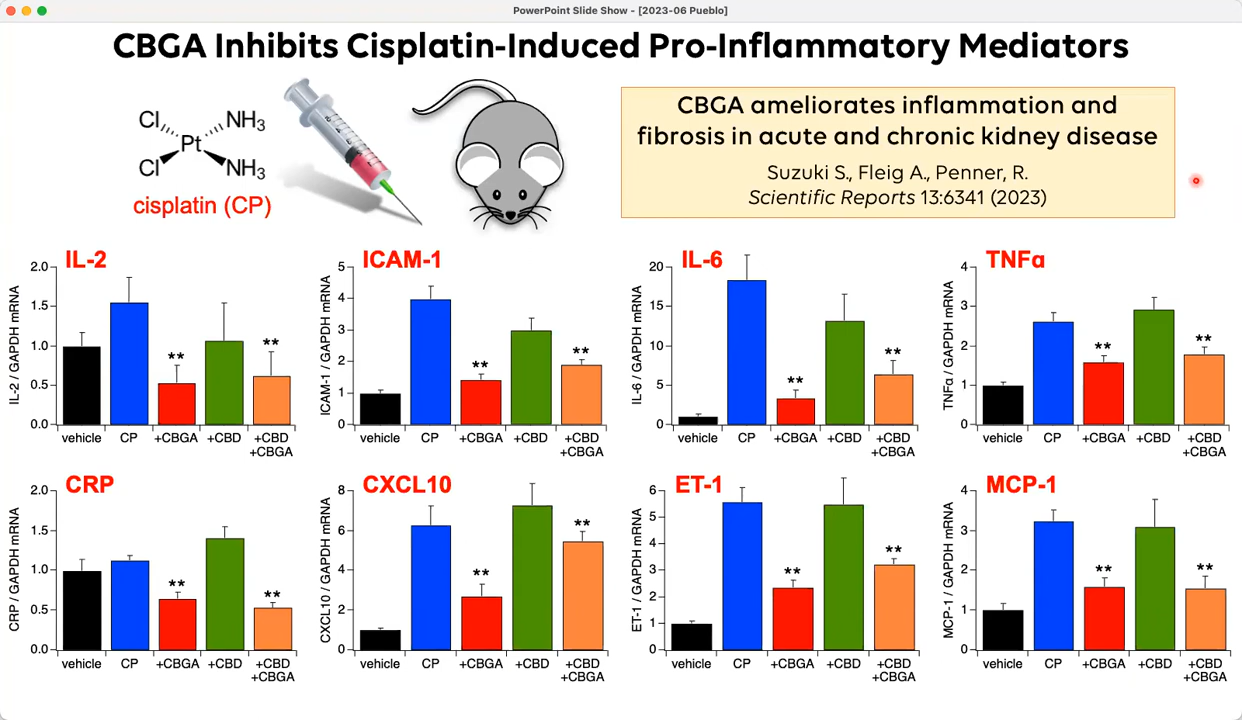 PowerPoint Slide Show - [2023-06 Pueblo]
CBGA Inhibits Cisplatin-Induced Pro-Inflammatory Mediators
Cl
NH3
Pt
Cl
NH3
cisplatin (CP)
CBGA ameliorates inflammation and
fibrosis in acute and chronic kidney disease
Suzuki S., Fleig A., Penner, R.
Scientific Reports 13:6341 (2023)
IL-2
IL-2 / GAPDH mRNA
2.0
1.5
1.0
0.5
0.0
**
**
vehicle CP +CBGA +CBD +CBD
+CBGA
ICAM-1
ICAM-1 / GAPDH mRNA
5
4
3
2
1
0
**
**
vehicle CP +CBGA +CBD +CBD
+CBGA
IL-6
IL-6 / GAPDH mRNA
20
15
10
5
0
**
**
vehicle CP +CBGA +CBD +CBD
+CBGA
TNFα
TNFα / GAPDH mRNA
4
3
2
1
0
**
**
vehicle CP +CBGA +CBD +CBD
+CBGA
CRP
CRP / GAPDH mRNA
2.0
1.5
1.0
0.5
0.0
**
**
vehicle CP +CBGA +CBD +CBD
+CBGA
CXCL10
CXCL10 / GAPDH mRNA
8
6
4
2
0
**
**
vehicle CP +CBGA +CBD +CBD
+CBGA
ET-1
ET-1 / GAPDH mRNA
6
5
4
3
2
1
0
**
**
vehicle CP +CBGA +CBD +CBD
+CBGA
MCP-1
MCP-1 / GAPDH mRNA
4
3
2
1
0
**
**
vehicle CP +CBGA +CBD +CBD
+CBGA